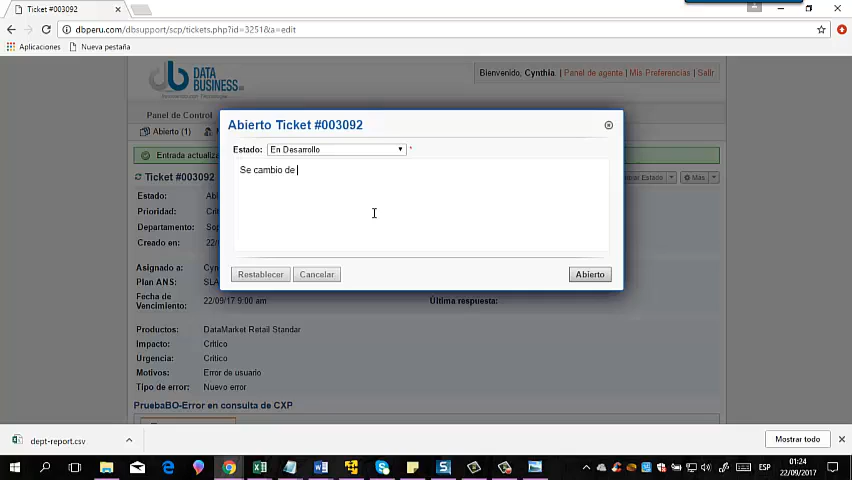 Ticket #003092
dbperu.com/dbsupport/scp/tickets.php?id=3251&a=edit
Aplicaciones
Nueva pestaña
db DATA BUSINESS
Bienvenido, Cynthia. | Panel de agente | Mis Preferencias | Salir
Panel de Control
Abierto (1)
Entrada actualiza
Ticket #003092
Estado
Más
Abierto Ticket #003092
Estado: En Desarrollo *
Se cambio de
Restablecer
Cancelar
Abierto
Estado:
Prioridad:
Departamento:
Creado en:
Asignado a:
Plan ANS:
Fecha de Vencimiento:
22/09/17 9:00 am
Última respuesta:
Productos: DataMarket Retail Standar
Impacto: Crítico
Urgencia: Crítico
Motivos: Error de usuario
Tipo de error: Nuevo error
PruebaBO-Error en consulta de CXP
dept-report.csv
Mostrar todo
ESP
01:24
22/09/2017